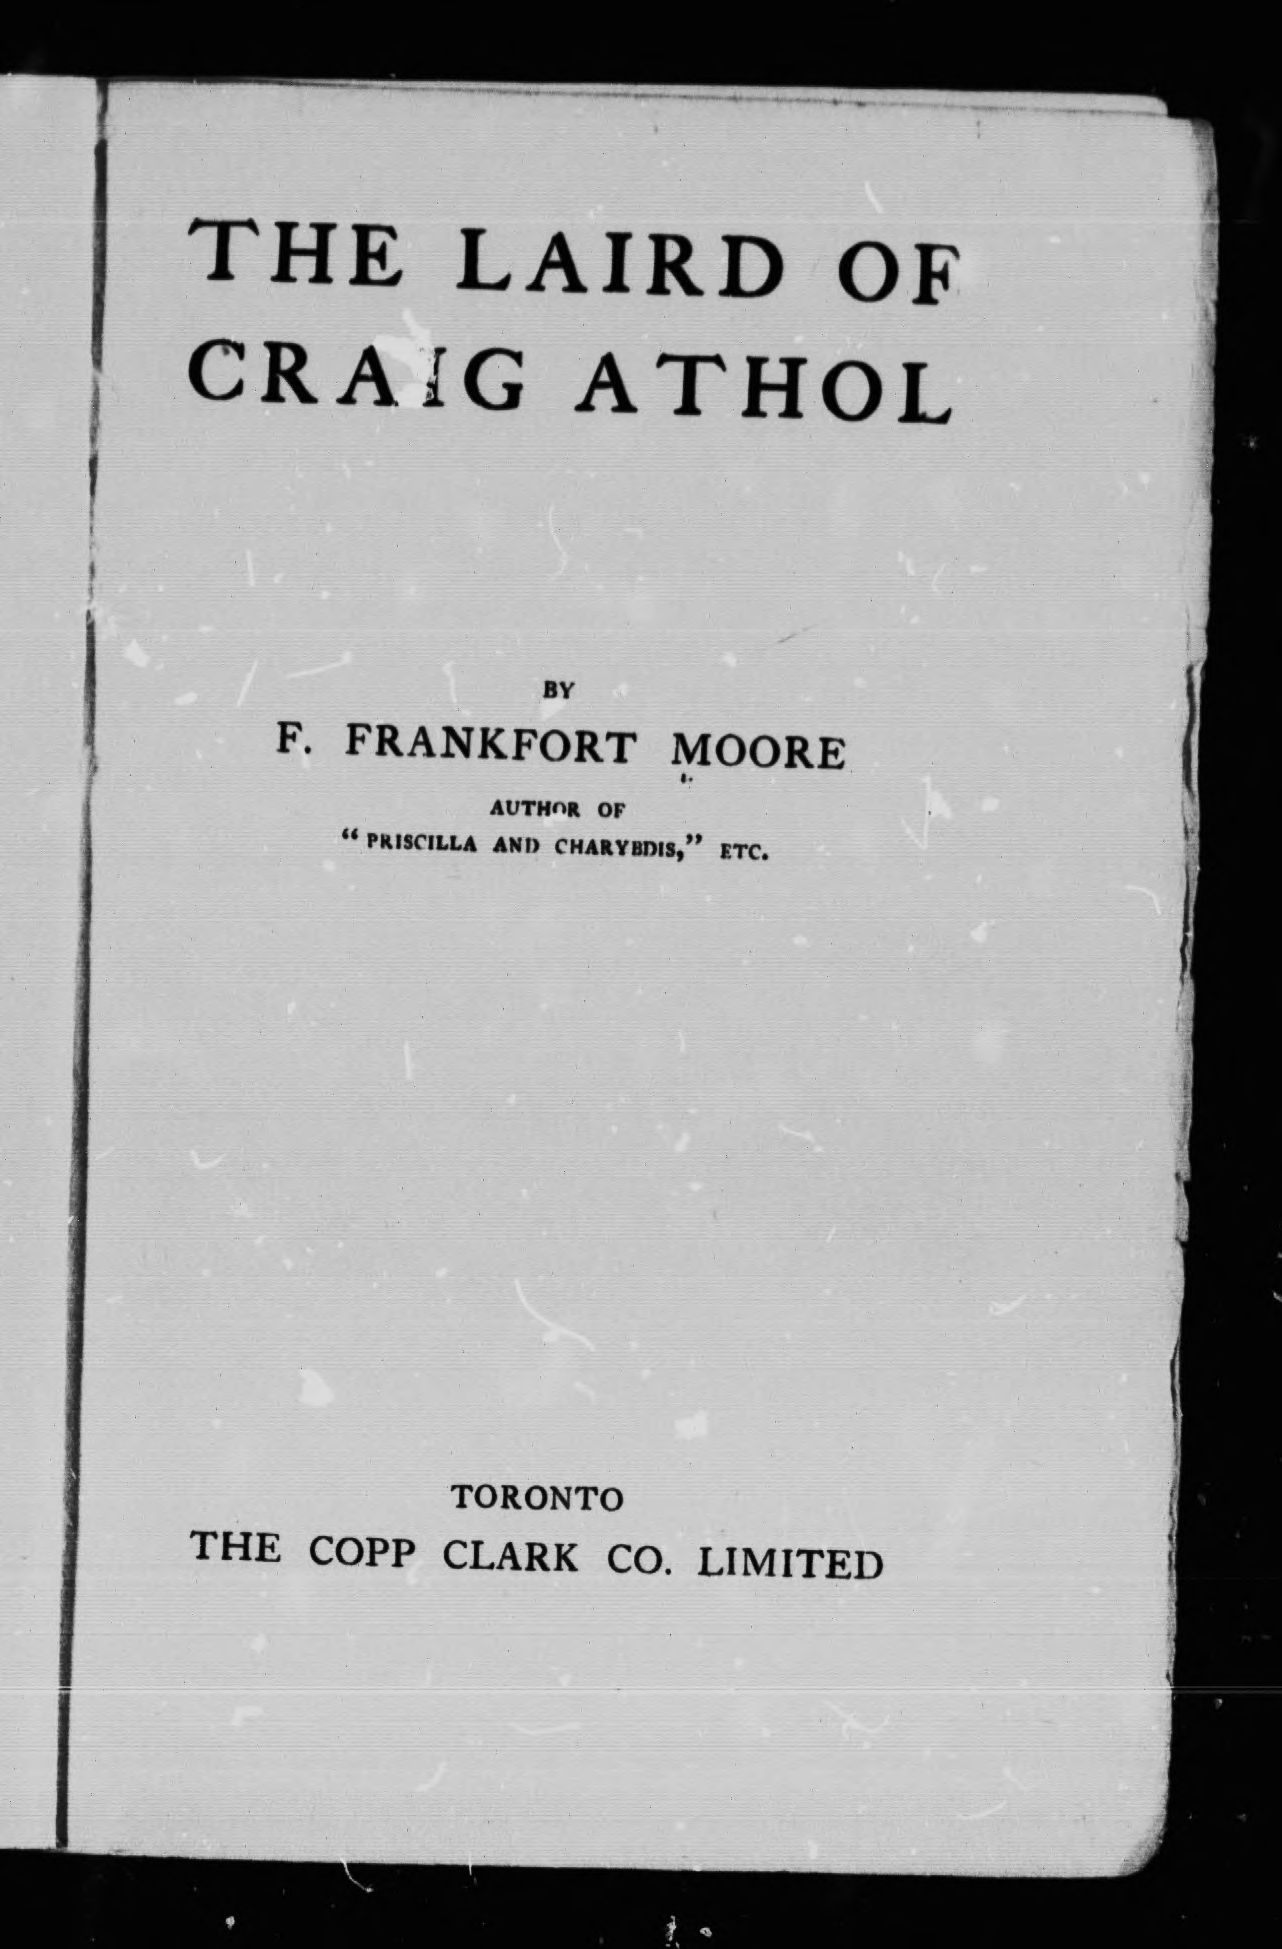 THE LAIRD OF
CRAIG ATHOL
BY
F. FRANKFORT MOORE
AUTHOR OF
“PRISCILLA AND CHARYBDIS,” ETC.
TORONTO
THE COPP CLARK CO. LIMITED